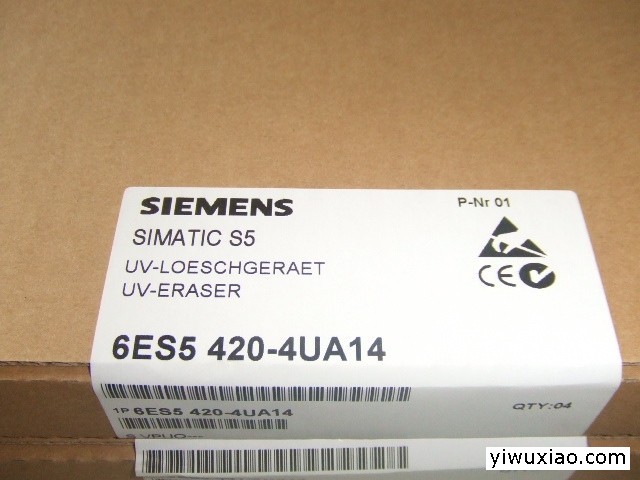 SIEMENS
P-Nr 01
SIMATIC S5
UV-LOESCHGERAET
UV-ERASER
CE
6ES5 420-4UA14
1P 6ES5 420-4UA14
QTY:04
yiwuxiao.com